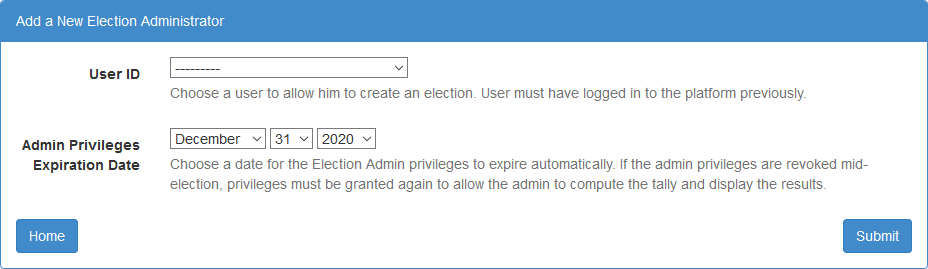 Add a New Election Administrator
User ID
---------
Choose a user to allow him to create an election. User must have logged in to the platform previously.
Admin Privileges
Expiration Date
December 31 2020
Choose a date for the Election Admin privileges to expire automatically. If the admin privileges are revoked mid-
election, privileges must be granted again to allow the admin to compute the tally and display the results.
Home
Submit